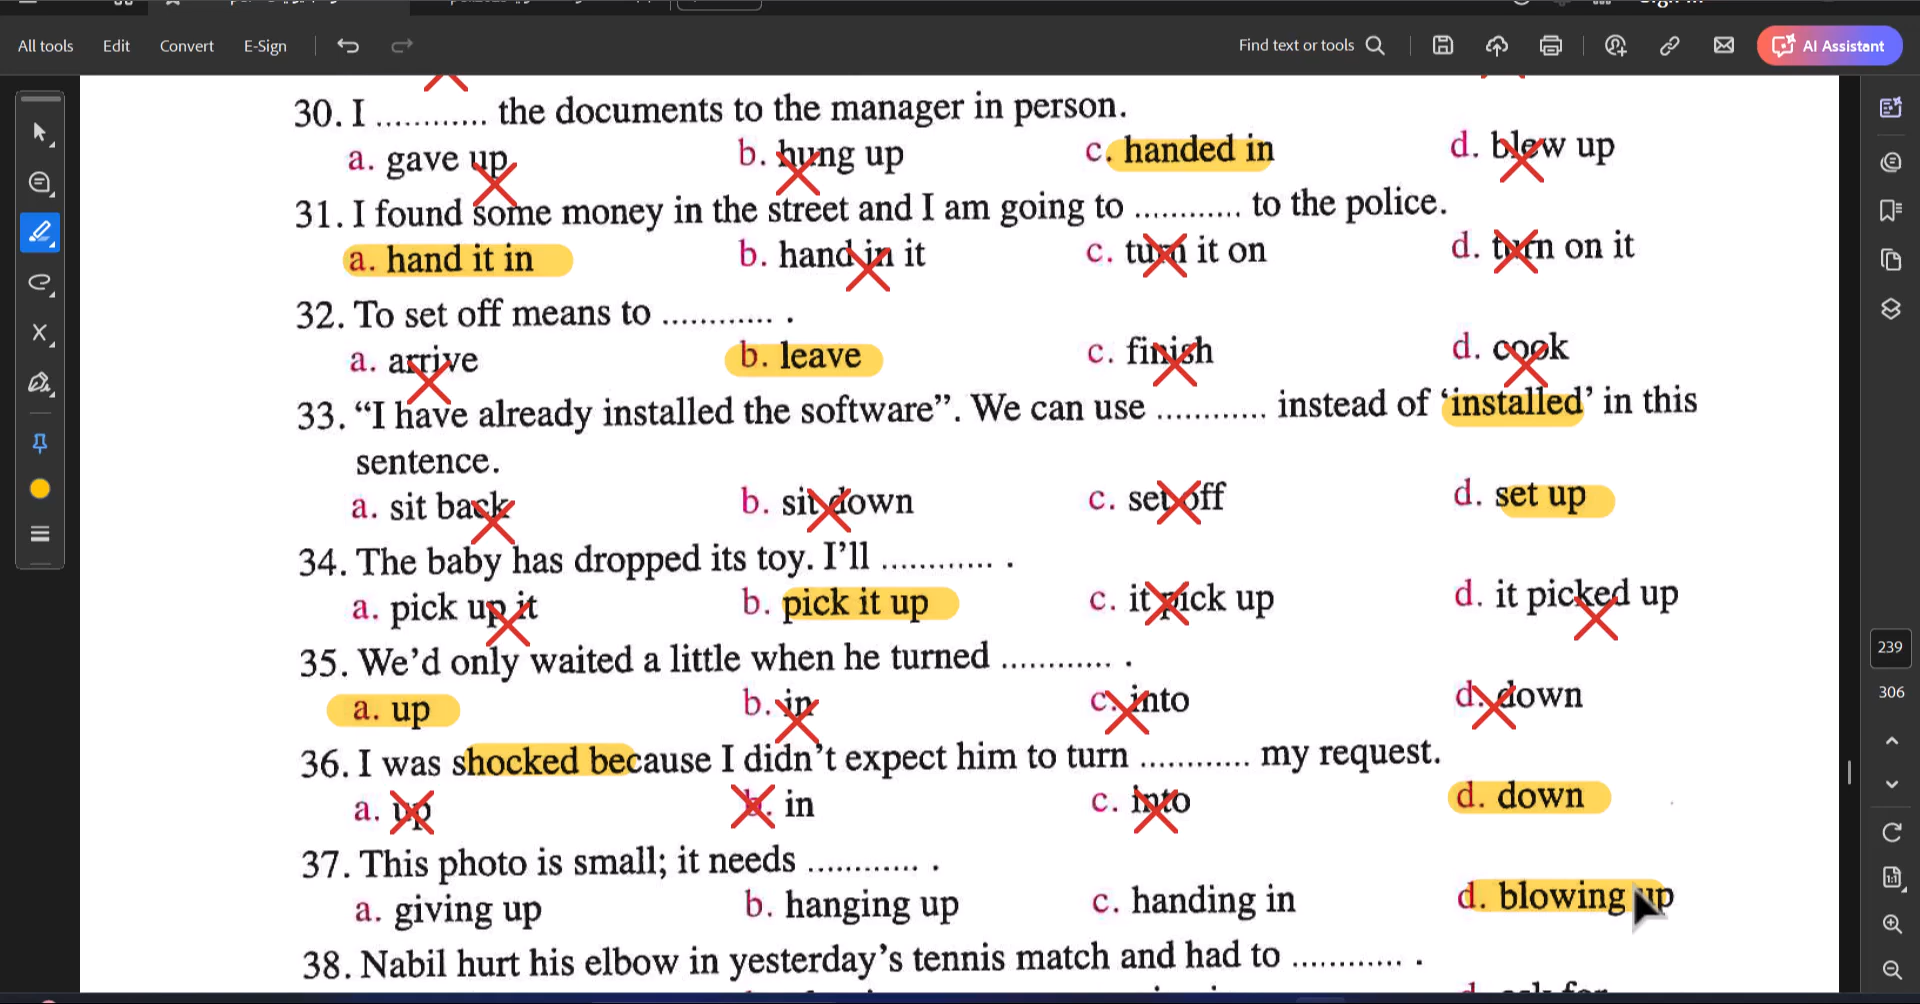 All tools Edit Convert E-Sign Find text or tools AI Assistant
30. I ............ the documents to the manager in person.
a. gave up b. hung up c. handed in d. blew up
31. I found some money in the street and I am going to ............ to the police.
a. hand it in b. hand in it c. turn it on d. turn on it
32. To set off means to ............ .
a. arrive b. leave c. finish d. cook
33. “I have already installed the software”. We can use ............ instead of ‘installed’ in this
sentence.
a. sit back b. sit down c. set off d. set up
34. The baby has dropped its toy. I’ll ............ .
a. pick up it b. pick it up c. it pick up d. it picked up
35. We’d only waited a little when he turned ............ .
a. up b. in c. into d. down
36. I was shocked because I didn’t expect him to turn ............ my request.
a. up b. in c. into d. down
37. This photo is small; it needs ............ .
a. giving up b. hanging up c. handing in d. blowing up
38. Nabil hurt his elbow in yesterday’s tennis match and had to ............ .
239
306